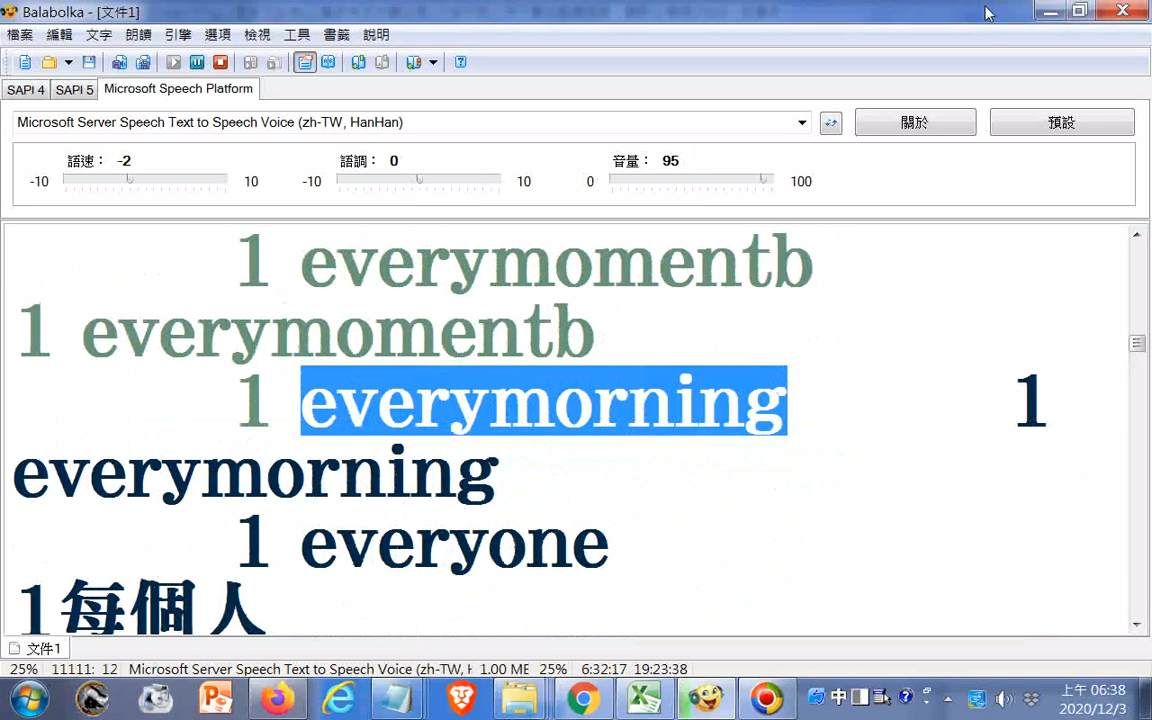 Balabolka - [文件1]
檔案 編輯 文字 朗讀 引擎 選項 檢視 工具 書籤 說明
SAPI 4 SAPI 5 Microsoft Speech Platform
Microsoft Server Speech Text to Speech Voice (zh-TW, HanHan) 關於 預設
語速： -2 語調： 0 音量： 95
-10 10 -10 10 0 100
1 everymomentb
1 everymomentb
1 everymorning 1
everymorning
1 everyone
1每個人
文件1
25% 11111: 12 Microsoft Server Speech Text to Speech Voice (zh-TW, H 1.00 ME 25% 6:32:17 19:23:38
中 上午 06:38
2020/12/3